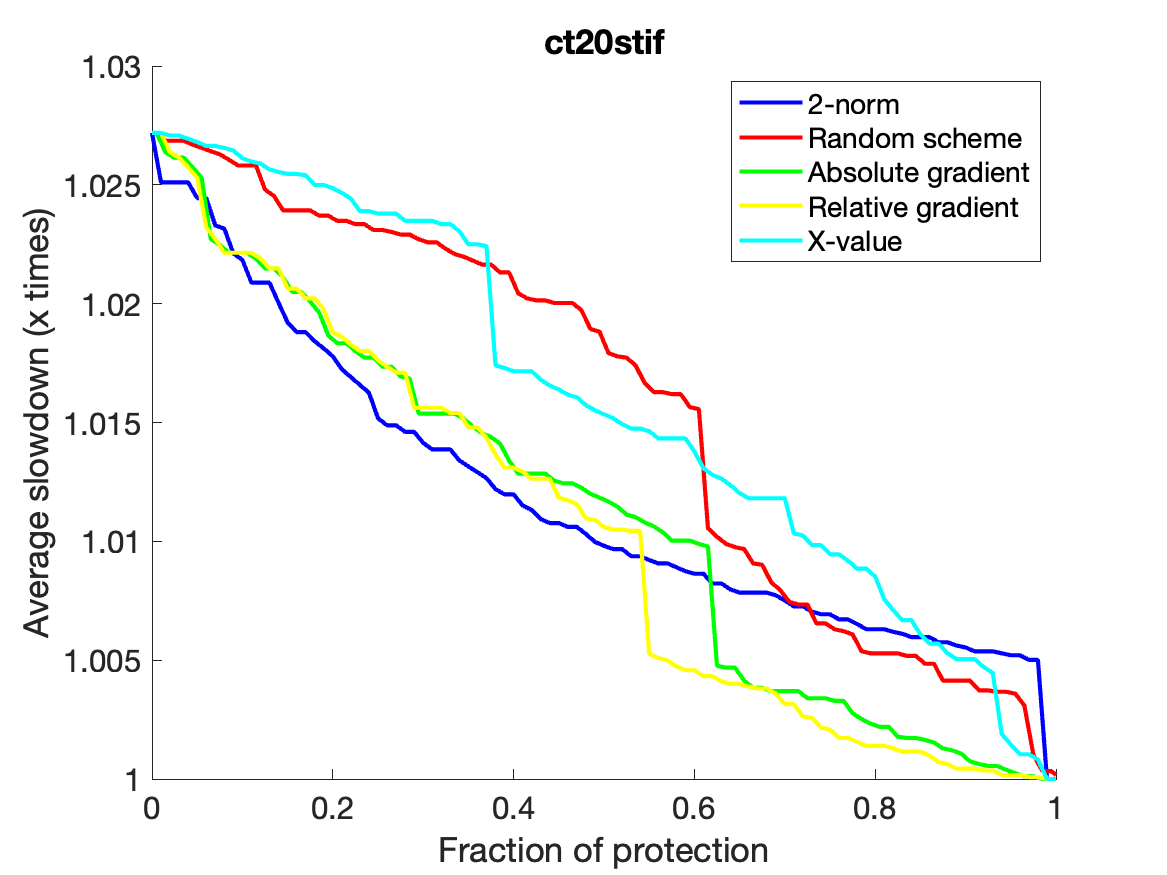 ct20stif
1.03
1.025
1.02
1.015
1.01
1.005
1
Average slowdown (x times)
2-norm
Random scheme
Absolute gradient
Relative gradient
X-value
0
0.2
0.4
0.6
0.8
1
Fraction of protection